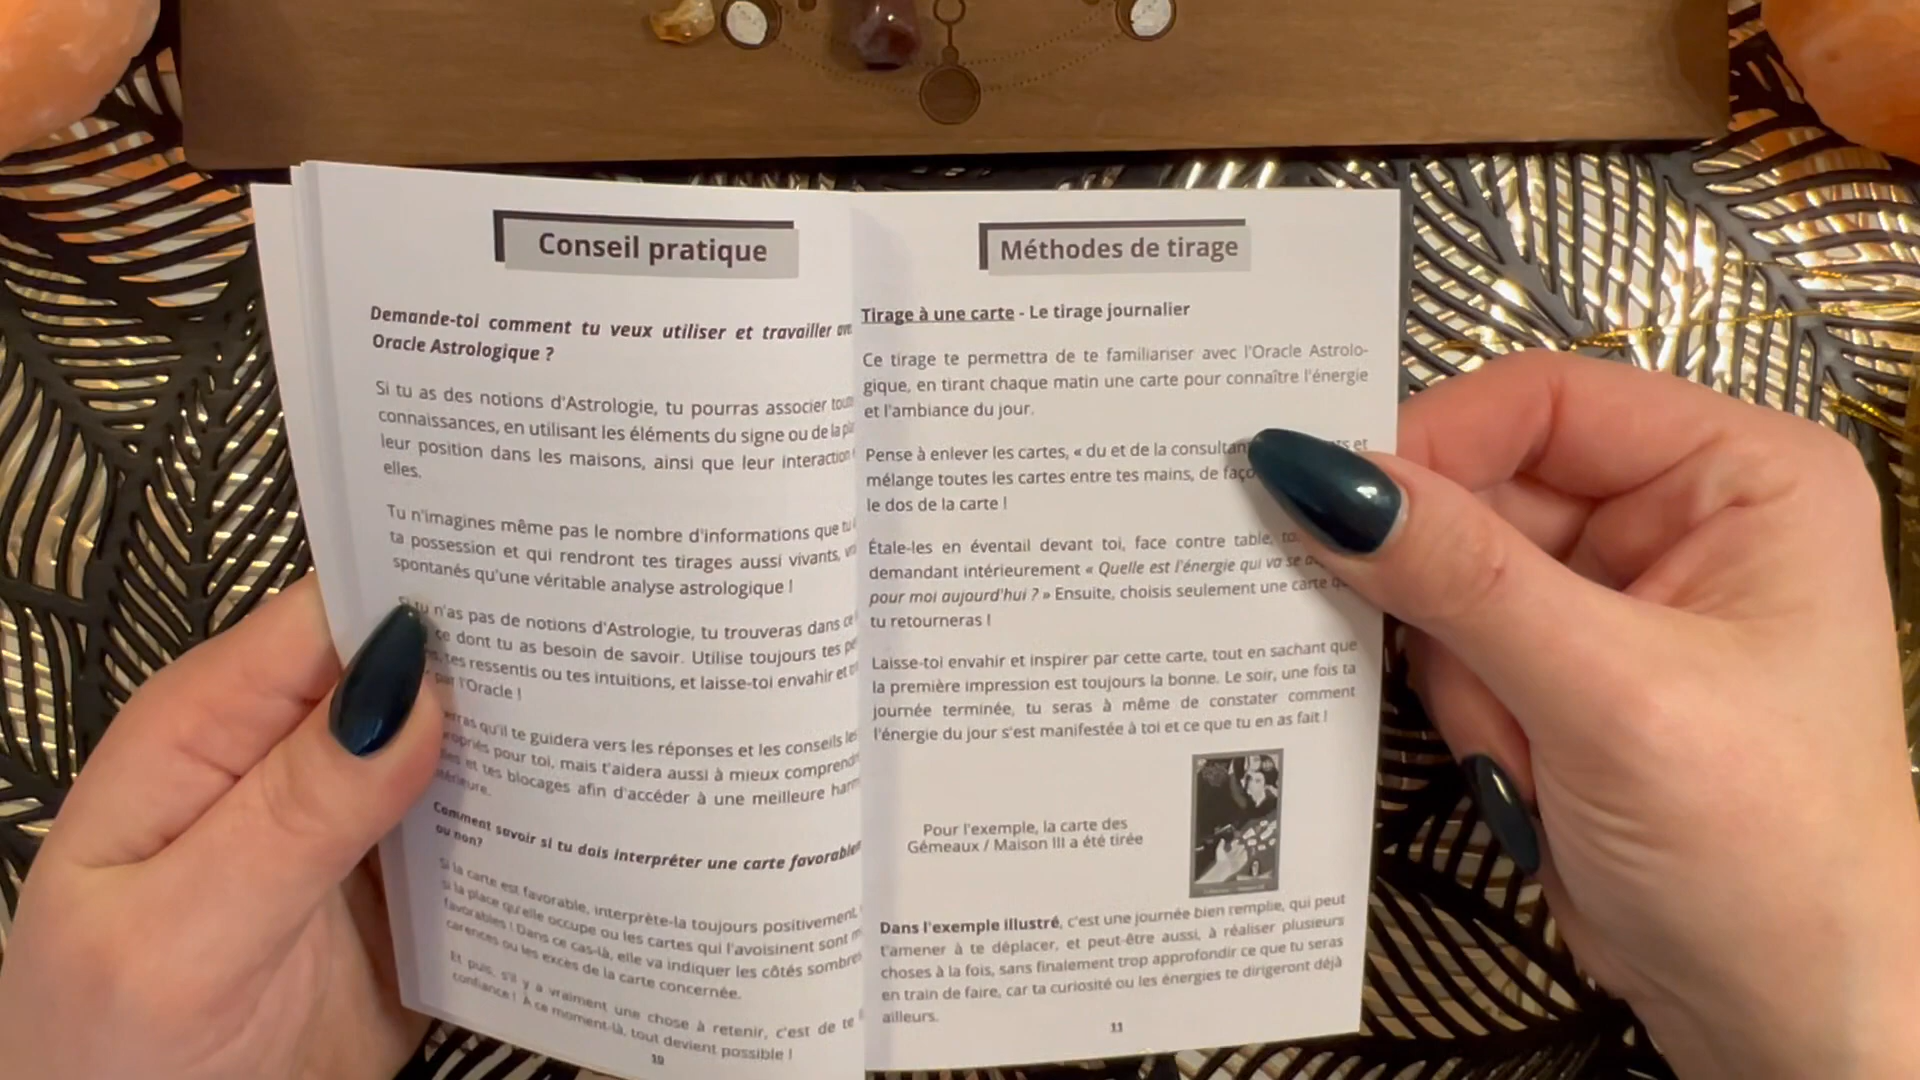 Conseil pratique
Demande-toi comment tu veux utiliser et travailler
Oracle Astrologique ?
Si tu as des notions d'Astrologie, tu pourras associer
connaissances, en utilisant les éléments du signe ou de la
leur position dans les maisons, ainsi que leur interaction
elles.
Tu n'imagines même pas le nombre d'informations que
ta possession et qui rendront tes tirages aussi vivants,
spontanés qu'une véritable analyse astrologique !
Si tu n'as pas de notions d'Astrologie, tu trouveras dans
ce dont tu as besoin de savoir. Utilise toujours tes
tes ressentis ou tes intuitions, et laisse-toi envahir et
par l'Oracle !
qu'il te guidera vers les réponses et les conseils
pour toi, mais t'aidera aussi à mieux
et tes blocages afin d'accéder à une meilleure
Comment savoir si tu dois interpréter une carte favorable
ou non?
Si la carte est favorable, interprète-la toujours positivement,
si la place qu'elle occupe ou les cartes qui l'avoisinent sont
favorables ! Dans ce cas-là, elle va indiquer les côtés
carences ou les excès de la carte concernée.
Et puis, s'il y a vraiment une chose à retenir, c'est de te
confiance ! À ce moment-là, tout devient possible !
10
Méthodes de tirage
Tirage à une carte - Le tirage journalier
Ce tirage te permettra de te familiariser avec l'Oracle Astrolo-
gique, en tirant chaque matin une carte pour connaître l'énergie
et l'ambiance du jour.
Pense à enlever les cartes, « du et de la et
mélange toutes les cartes entre tes mains, de
le dos de la carte !
Étale-les en éventail devant toi, face contre table,
demandant intérieurement « Quelle est l'énergie qui va se
pour moi aujourd'hui ? » Ensuite, choisis seulement une carte
tu retourneras !
Laisse-toi envahir et inspirer par cette carte, tout en sachant que
la première impression est toujours la bonne. Le soir, une fois ta
journée terminée, tu seras à même de constater comment
l'énergie du jour s'est manifestée à toi et ce que tu en as fait !
Pour l'exemple, la carte des
Gémeaux / Maison III a été tirée
Dans l'exemple illustré, c'est une journée bien remplie, qui peut
t'amener à te déplacer, et peut-être aussi, à réaliser plusieurs
choses à la fois, sans finalement trop approfondir ce que tu seras
en train de faire, car ta curiosité ou les énergies te dirigeront déjà
ailleurs.
11